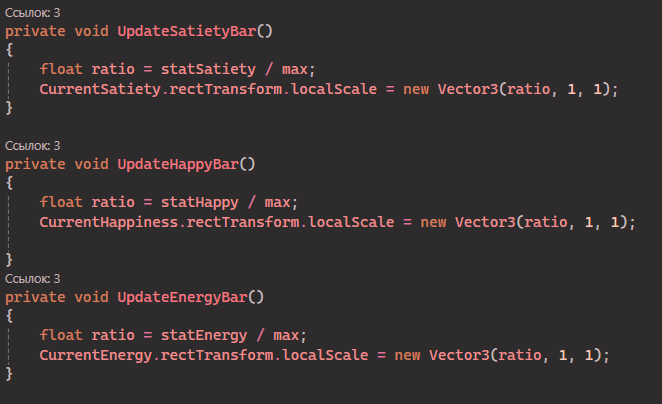 Ссылок: 3
private void UpdateSatietyBar()
{
float ratio = statSatiety / max;
CurrentSatiety.rectTransform.localScale = new Vector3(ratio, 1, 1);
}
Ссылок: 3
private void UpdateHappyBar()
{
float ratio = statHappy / max;
CurrentHappiness.rectTransform.localScale = new Vector3(ratio, 1, 1);
}
Ссылок: 3
private void UpdateEnergyBar()
{
float ratio = statEnergy / max;
CurrentEnergy.rectTransform.localScale = new Vector3(ratio, 1, 1);
}